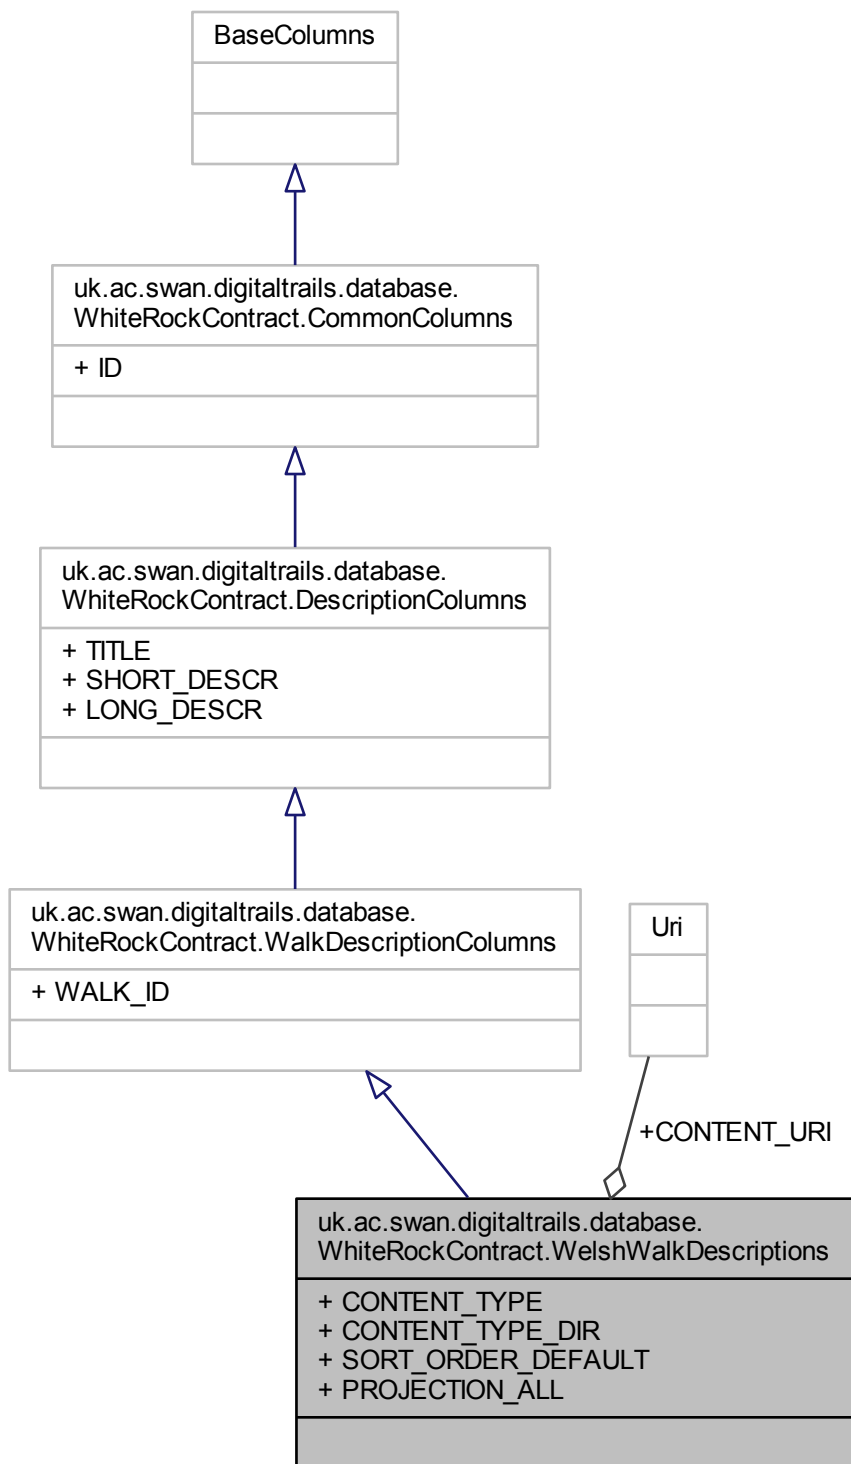 BaseColumns
uk.ac.swan.digitaltrails.database.
WhiteRockContract.CommonColumns
+ ID
uk.ac.swan.digitaltrails.database.
WhiteRockContract.DescriptionColumns
+ TITLE
+ SHORT_DESCR
+ LONG_DESCR
uk.ac.swan.digitaltrails.database.
WhiteRockContract.WalkDescriptionColumns
+ WALK_ID
Uri
+CONTENT_URI
uk.ac.swan.digitaltrails.database.
WhiteRockContract.WelshWalkDescriptions
+ CONTENT_TYPE
+ CONTENT_TYPE_DIR
+ SORT_ORDER_DEFAULT
+ PROJECTION_ALL